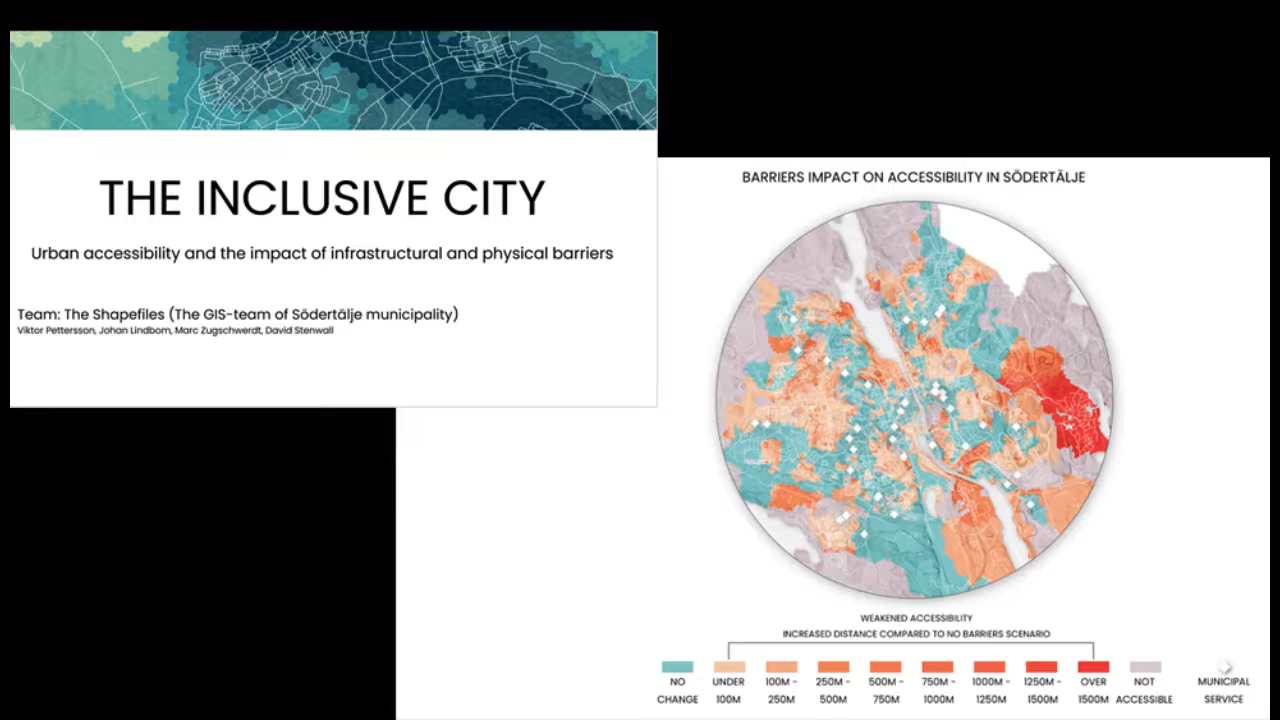 THE INCLUSIVE CITY
Urban accessibility and the impact of infrastructural and physical barriers
Team: The Shapefiles (The GIS-team of Södertälje municipality)
Viktor Pettersson, Johan Lindbom, Marc Zugschwerdt, David Stenwall
BARRIERS IMPACT ON ACCESSIBILITY IN SÖDERTÄLJE
WEAKENED ACCESSIBILITY
INCREASED DISTANCE COMPARED TO NO BARRIERS SCENARIO
NO UNDER 100M - 250M - 500M - 750M - 1000M - 1250M - OVER NOT MUNICIPAL
CHANGE 100M 250M 500M 750M 1000M 1250M 1500M 1500M ACCESSIBLE SERVICE